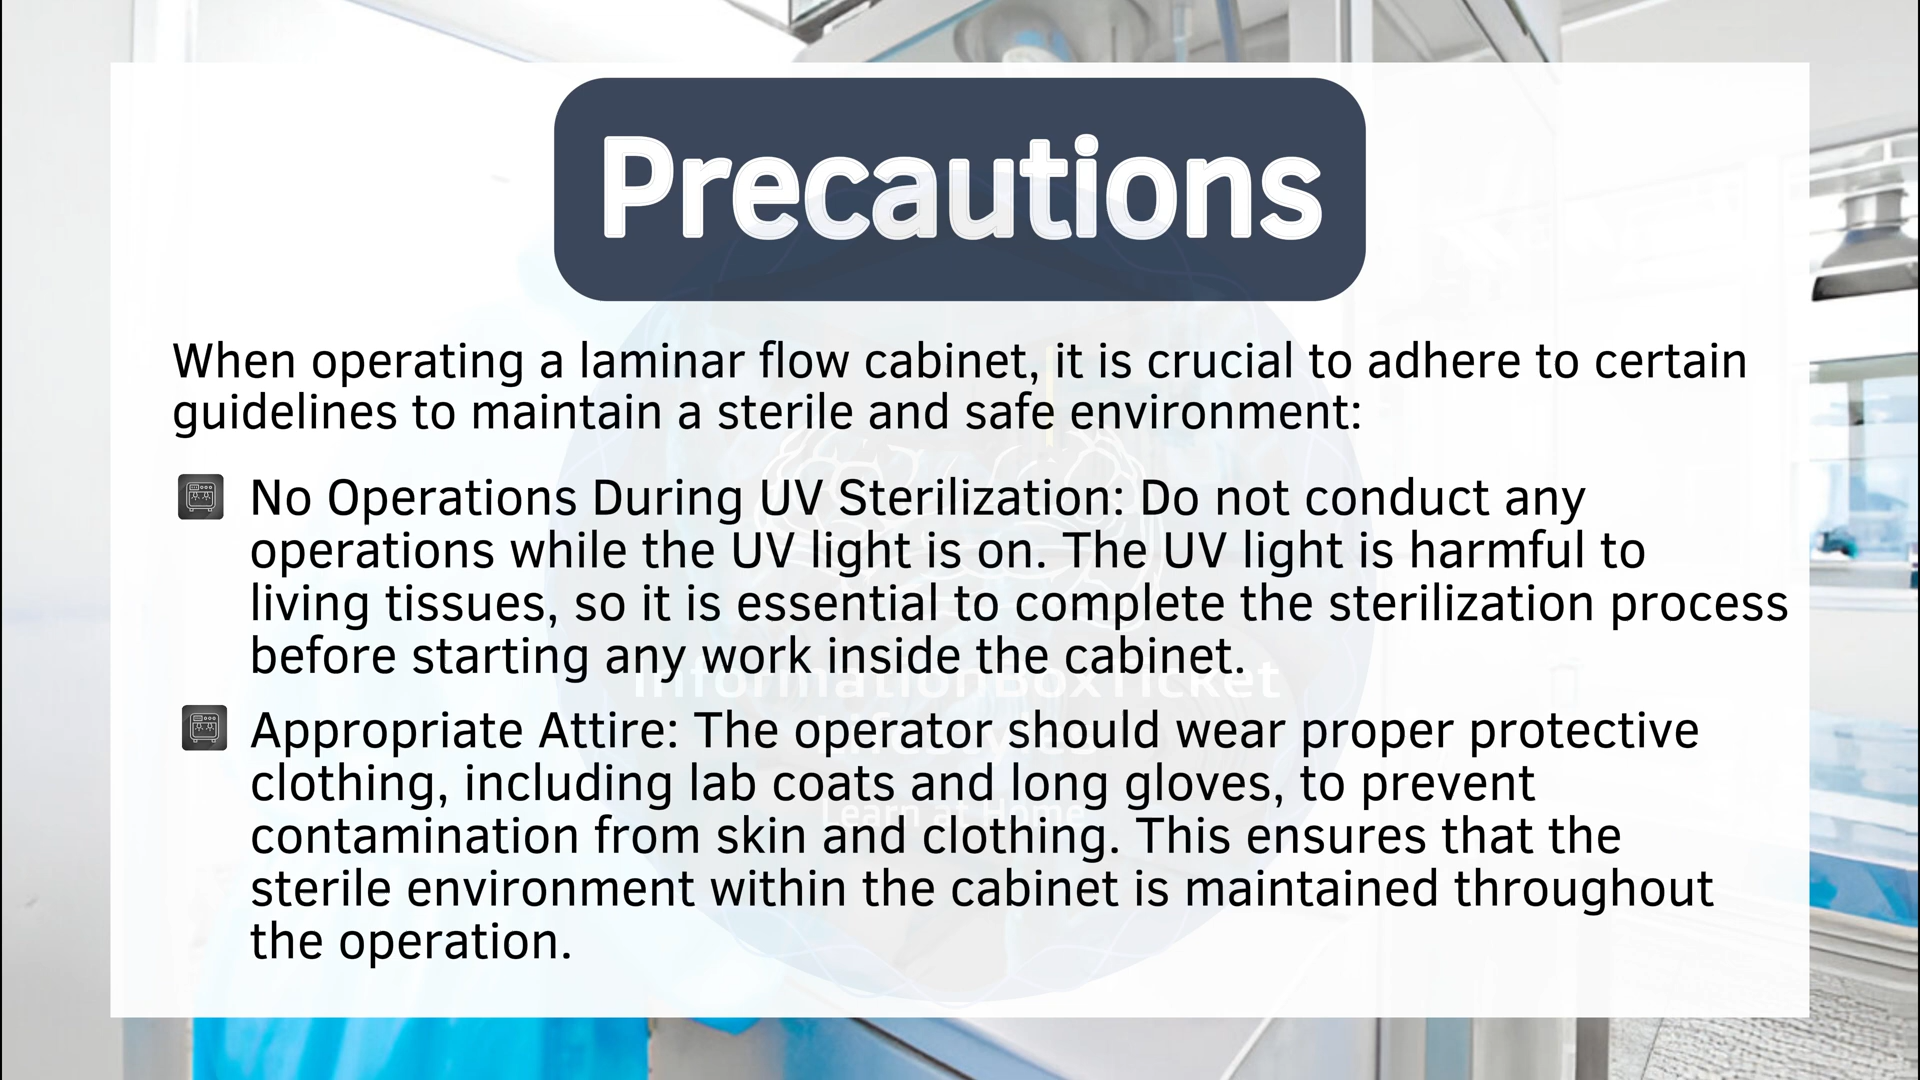 Precautions
When operating a laminar flow cabinet, it is crucial to adhere to certain
guidelines to maintain a sterile and safe environment:
No Operations During UV Sterilization: Do not conduct any
operations while the UV light is on. The UV light is harmful to
living tissues, so it is essential to complete the sterilization process
before starting any work inside the cabinet.
InformationBoxTicket
Appropriate Attire: The operator should wear proper protective
Lifestyles
clothing, including lab coats and long gloves, to prevent
Learn at Home
contamination from skin and clothing. This ensures that the
sterile environment within the cabinet is maintained throughout
the operation.